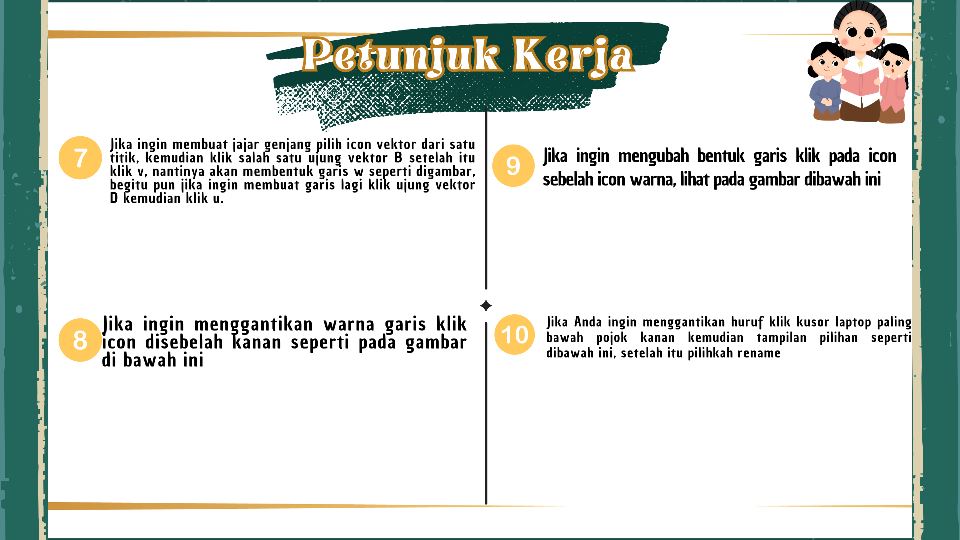 Petunjuk Kerja
7
Jika ingin membuat jajar genjang pilih icon vektor dari satu
titik, kemudian klik salah satu ujung vektor B setelah itu
klik v, nantinya akan membentuk garis w seperti digambar,
begitu pun jika ingin membuat garis lagi klik ujung vektor
D kemudian klik u.
8
Jika ingin menggantikan warna garis klik
icon disebelah kanan seperti pada gambar
di bawah ini
9
Jika ingin mengubah bentuk garis klik pada icon
sebelah icon warna, lihat pada gambar dibawah ini
10
Jika Anda ingin menggantikan huruf klik kusor laptop paling
bawah pojok kanan kemudian tampilan pilihan seperti
dibawah ini, setelah itu pilihkah rename